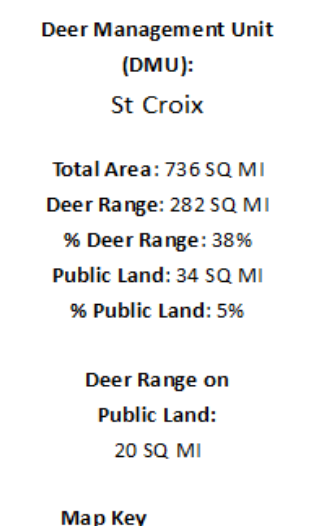 Deer Management Unit
(DMU):
St Croix
Total Area: 736 SQ MI
Deer Range: 282 SQ MI
% Deer Range: 38%
Public Land: 34 SQ MI
% Public Land: 5%
Deer Range on
Public Land:
20 SQ MI
Map Key